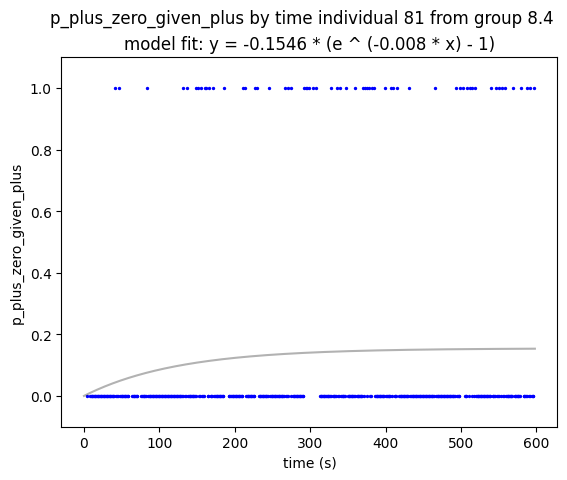 p_plus_zero_given_plus by time individual 81 from group 8.4
model fit: y = -0.1546 * (e ^ (-0.008 * x) - 1)
1.0
0.8
0.6
0.4
0.2
0.0
p_plus_zero_given_plus
0 100 200 300 400 500 600
time (s)